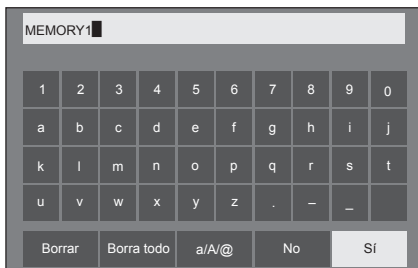 MEMORY1
1 2 3 4 5 6 7 8 9 0
a b c d e f g h i j
k l m n o p q r s t
u v w x y z . – _
Borrar Borra todo a/A/@ No Sí